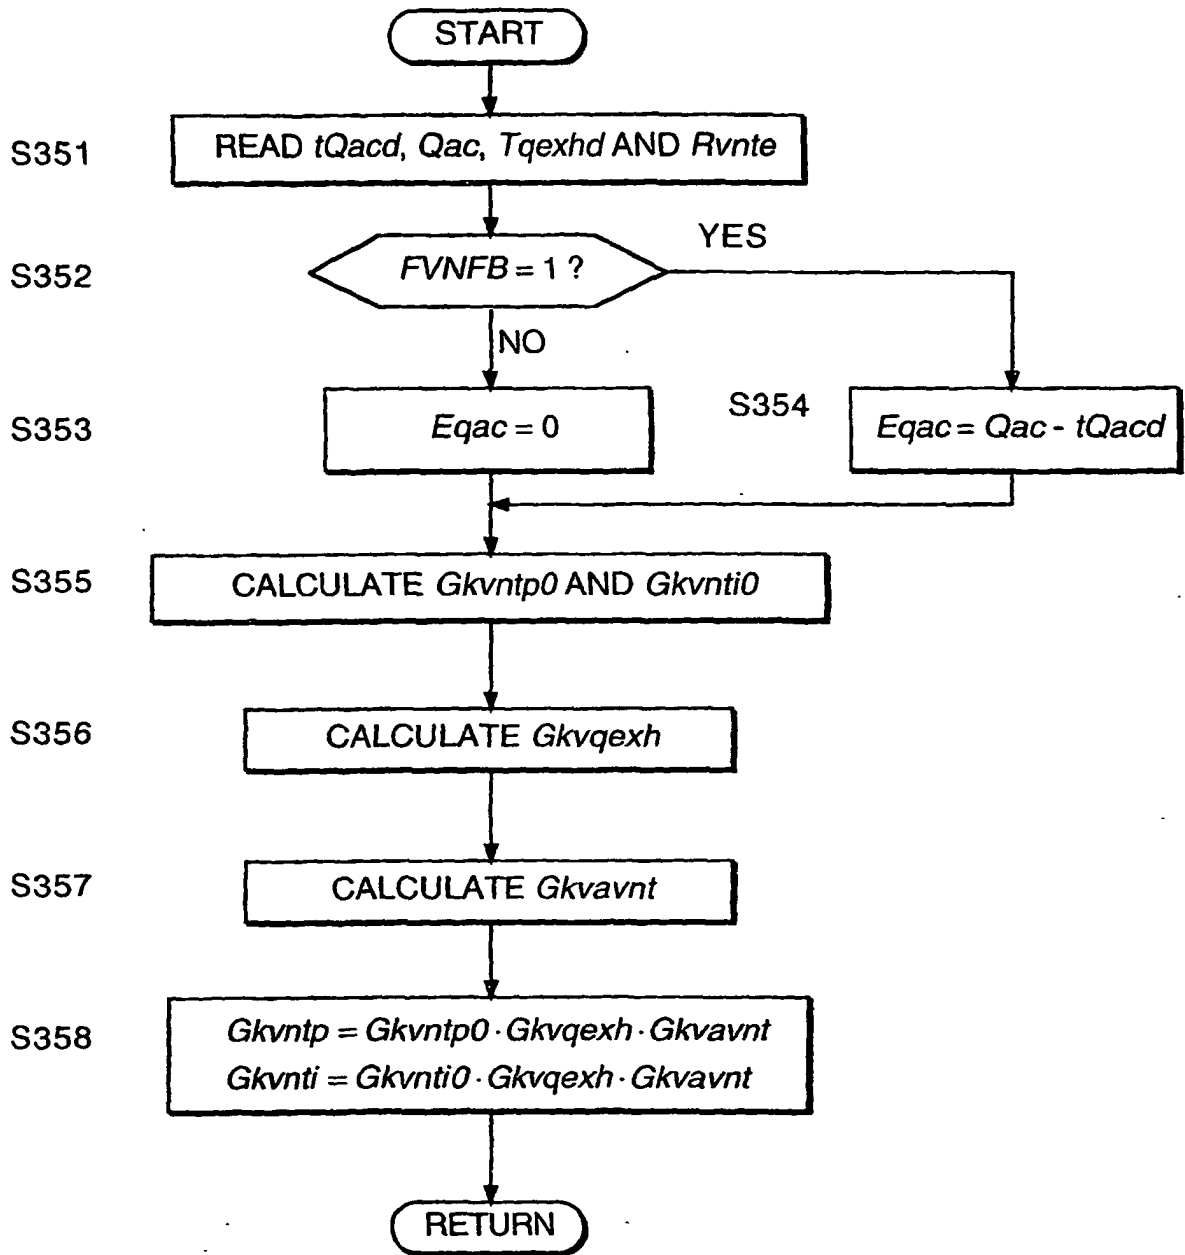 START
S351
READ tQacd, Qac, Tqexhd AND Rvnte
S352
FVNFB = 1 ?
YES
NO
S353
Eqac = 0
S354
Eqac = Qac - tQacd
S355
CALCULATE Gkvntp0 AND Gkvnti0
S356
CALCULATE Gkvqexh
S357
CALCULATE Gkvavnt
S358
Gkvntp = Gkvntp0 · Gkvqexh · Gkvavnt
Gkvnti = Gkvnti0 · Gkvqexh · Gkvavnt
RETURN